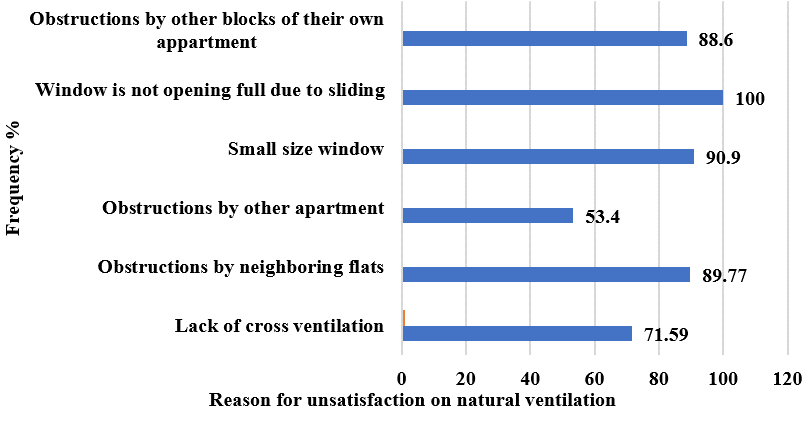 Obstructions by other blocks of their own
appartment
88.6
Window is not opening full due to sliding
100
Small size window
90.9
Frequency %
Obstructions by other apartment
53.4
Obstructions by neighboring flats
89.77
Lack of cross ventilation
71.59
0 20 40 60 80 100 120
Reason for unsatisfaction on natural ventilation